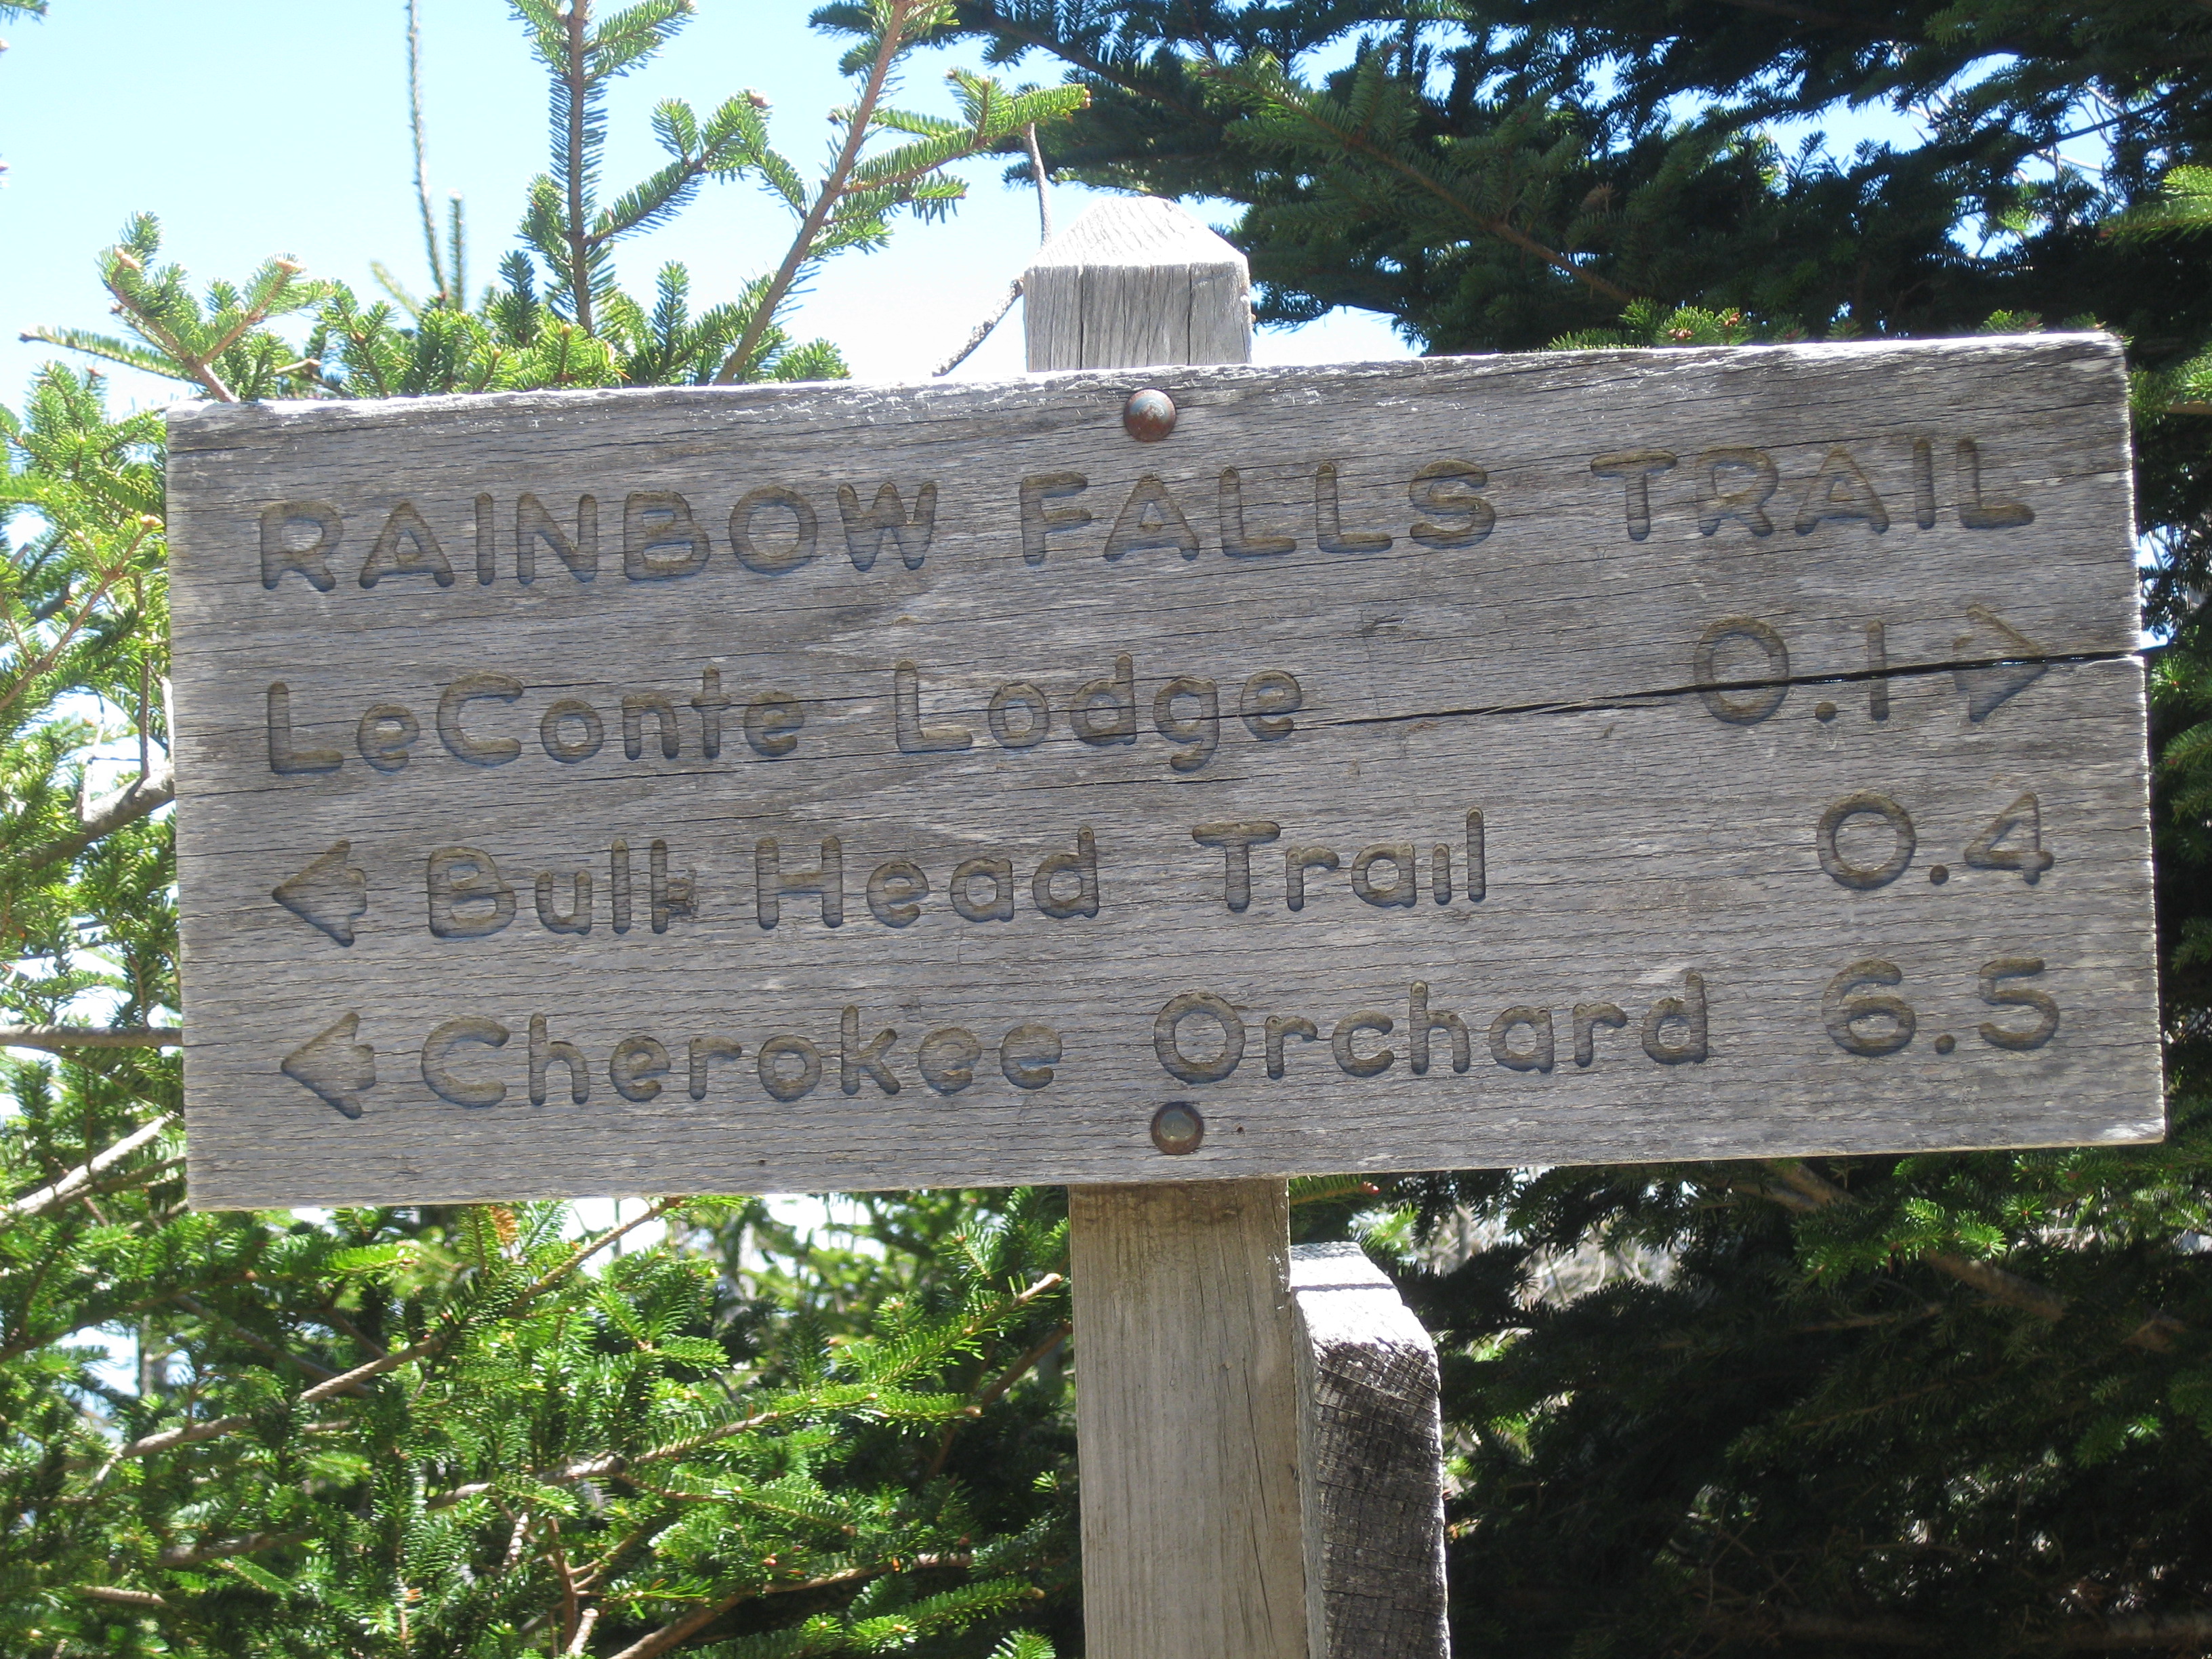 RAINBOW FALLS TRAIL
LeConte Lodge 0.1 →
← Bulk Head Trail 0.4
← Cherokee Orchard 6.5